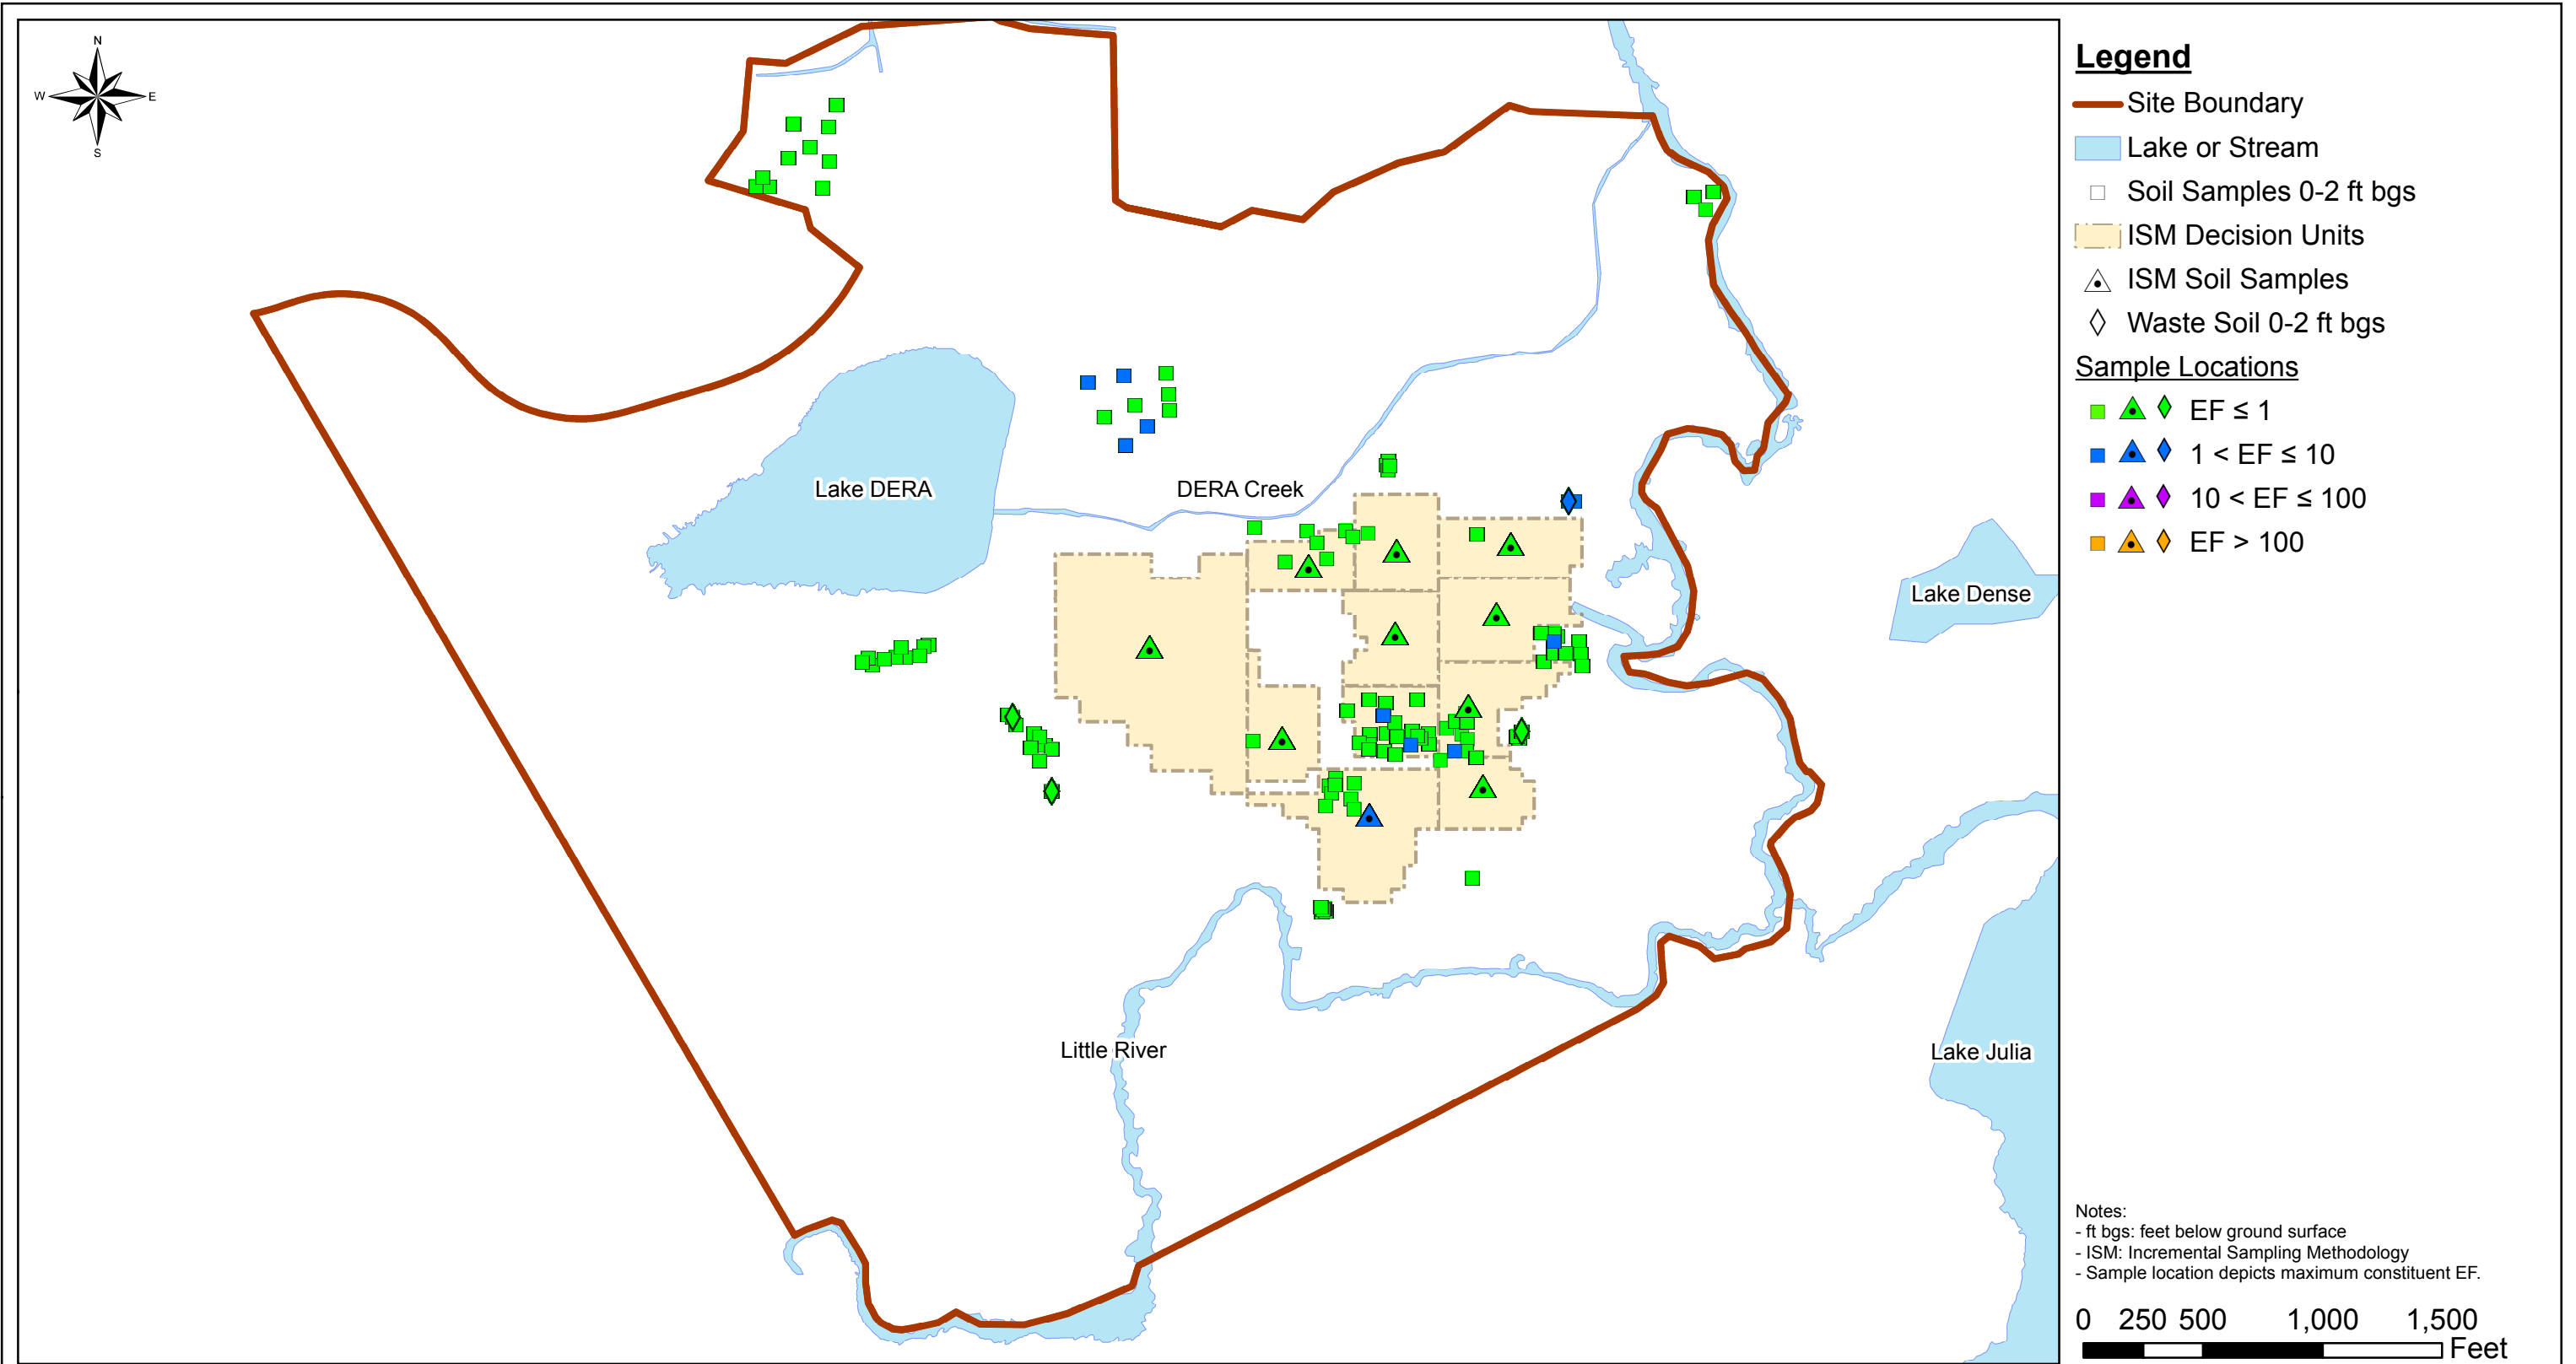 N
W E
S
Lake DERA
DERA Creek
Lake Dense
Little River
Lake Julia
Legend
Site Boundary
Lake or Stream
Soil Samples 0-2 ft bgs
ISM Decision Units
ISM Soil Samples
Waste Soil 0-2 ft bgs
Sample Locations
EF ≤ 1
1 < EF ≤ 10
10 < EF ≤ 100
EF > 100
Notes:
- ft bgs: feet below ground surface
- ISM: Incremental Sampling Methodology
- Sample location depicts maximum constituent EF.
0 250 500 1,000 1,500
Feet